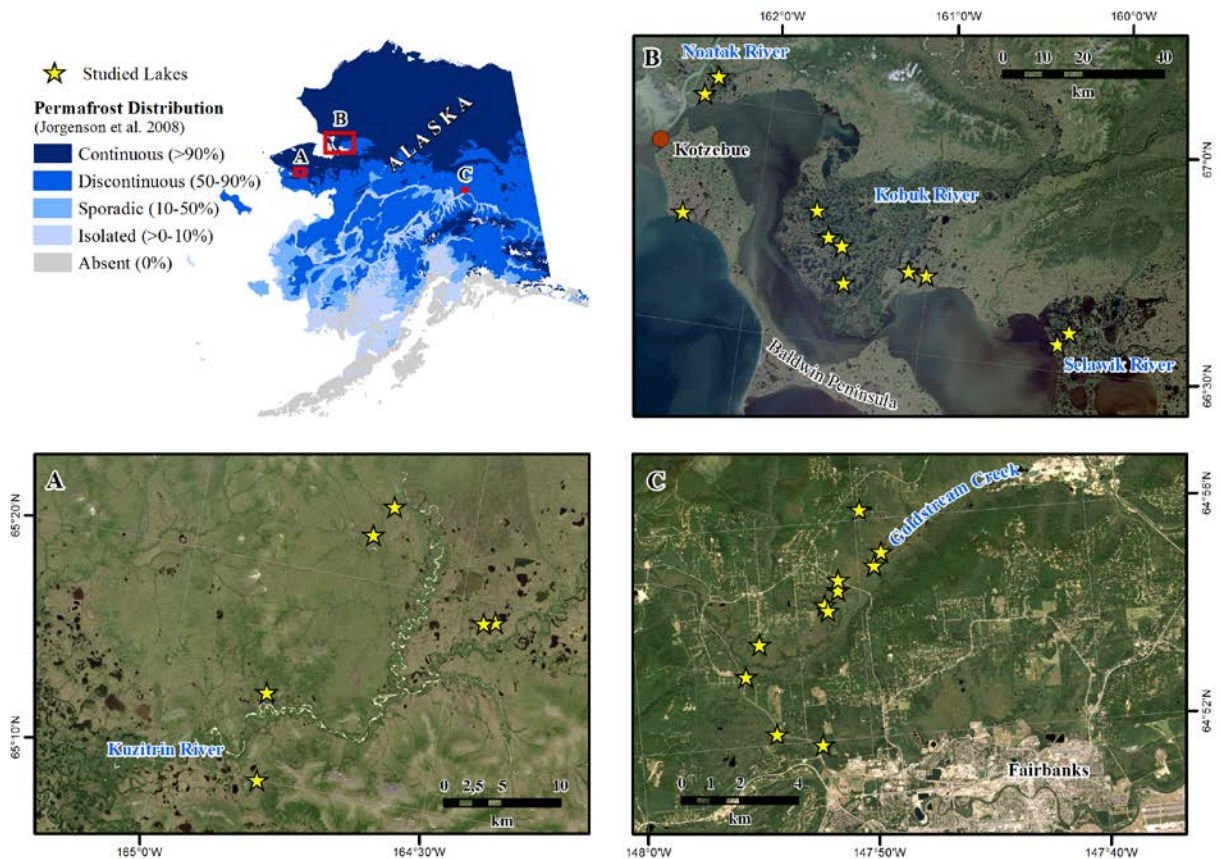 Studied Lakes
Permafrost Distribution
(Jorgenson et al. 2008)
Continuous (>90%)
Discontinuous (50-90%)
Sporadic (10-50%)
Isolated (>0-10%)
Absent (0%)
ALASKA
A
B
C
162°0'W 161°0'W 160°0'W
B
Noatak River
0 10 20 40
km
Kotzebue
67°0'N
Kobuk River
Selawik River
Baldwin Peninsula
66°30'N
A
65°20'N
65°10'N
Kuzitrin River
0 2,5 5 10
km
165°0'W 164°30'W
C
Goldstream Creek
64°56'N
64°52'N
Fairbanks
0 1 2 4
km
148°0'W 147°50'W 147°40'W